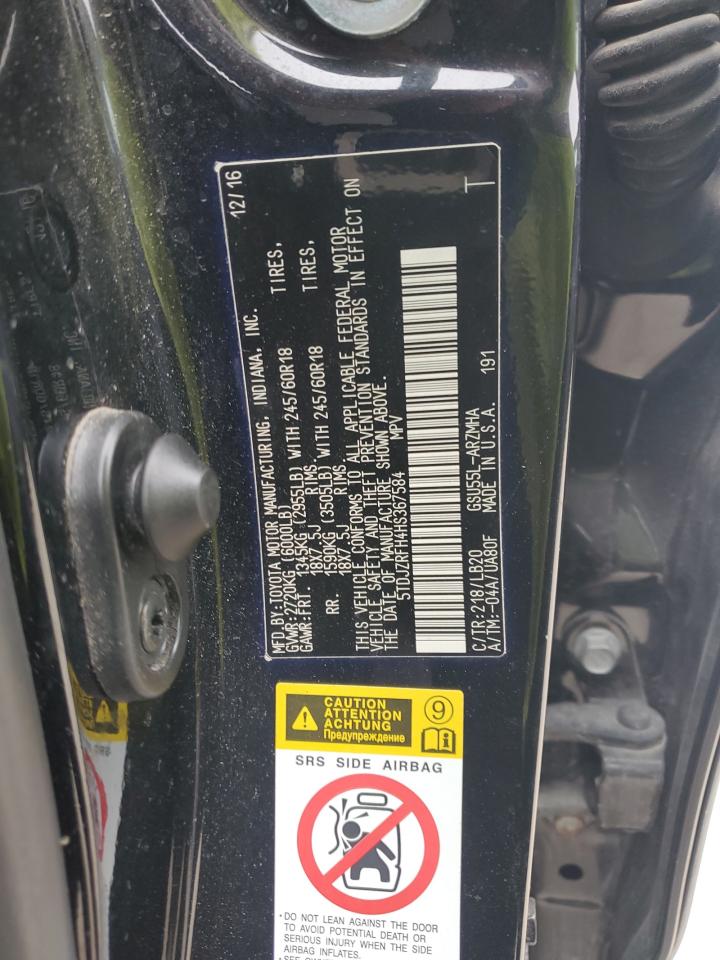 MFD.BY:TOYOTA MOTOR MANUFACTURING, INDIANA, INC. 12/16
GVWR:2720KG(6000LB)
GAWR:FRT. 1345KG (2955LB) WITH 245/60R18 TIRES,
18X7.5J RIMS
RR. 1590KG (3505LB) WITH 245/60R18 TIRES,
18X7.5J RIMS
THIS VEHICLE CONFORMS TO ALL APPLICABLE FEDERAL MOTOR
VEHICLE SAFETY AND THEFT PREVENTION STANDARDS IN EFFECT ON
THE DATE OF MANUFACTURE SHOWN ABOVE.
5TDJZRFH4HS367584 MPV
C/TR:218/LB20 GSU55L-ARZMHA T
A/TM:-04A/UA80F MADE IN U.S.A. 191
CAUTION
ATTENTION
ACHTUNG
Предупреждение
9
SRS SIDE AIRBAG
• DO NOT LEAN AGAINST THE DOOR
TO AVOID POTENTIAL DEATH OR
SERIOUS INJURY WHEN THE SIDE
AIRBAG INFLATES.